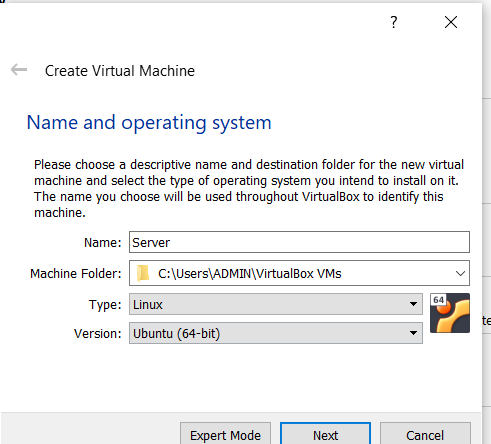 ?
Create Virtual Machine
Name and operating system
Please choose a descriptive name and destination folder for the new virtual
machine and select the type of operating system you intend to install on it.
The name you choose will be used throughout VirtualBox to identify this
machine.
Name: Server
Machine Folder: C:\Users\ADMIN\VirtualBox VMs
Type: Linux
64
Version: Ubuntu (64-bit)
te
Expert Mode Next Cancel